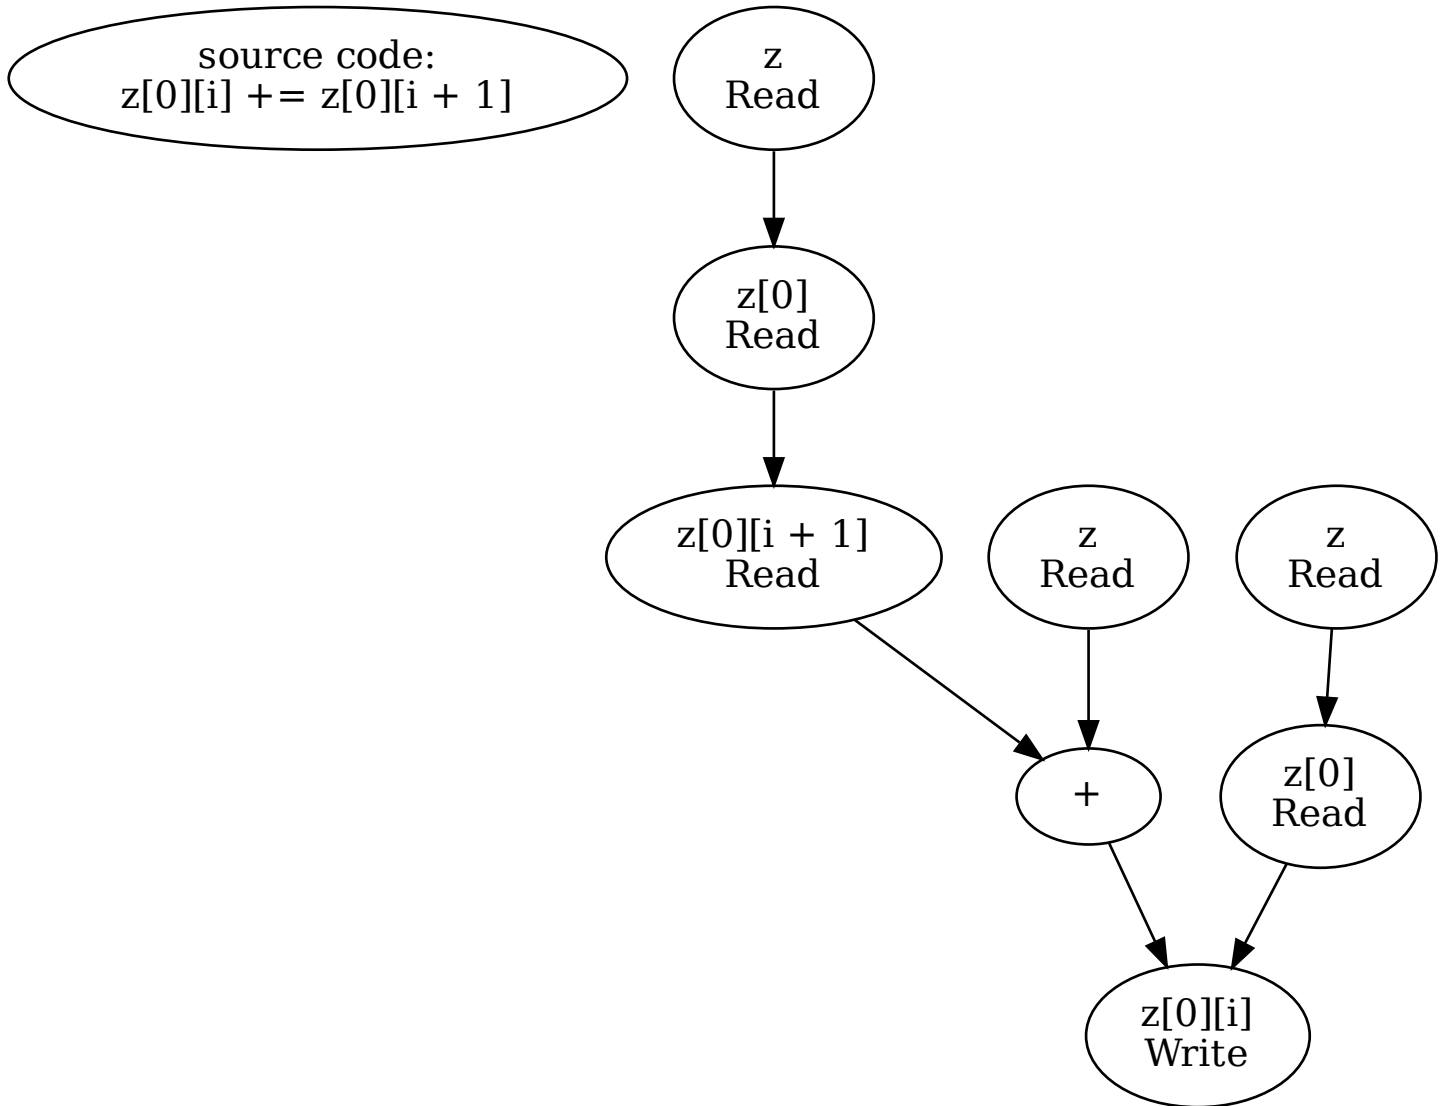 source code:
z[0][i] += z[0][i + 1]
z
Read
z[0]
Read
z[0][i + 1]
Read
z
Read
z
Read
+
z[0]
Read
z[0][i]
Write